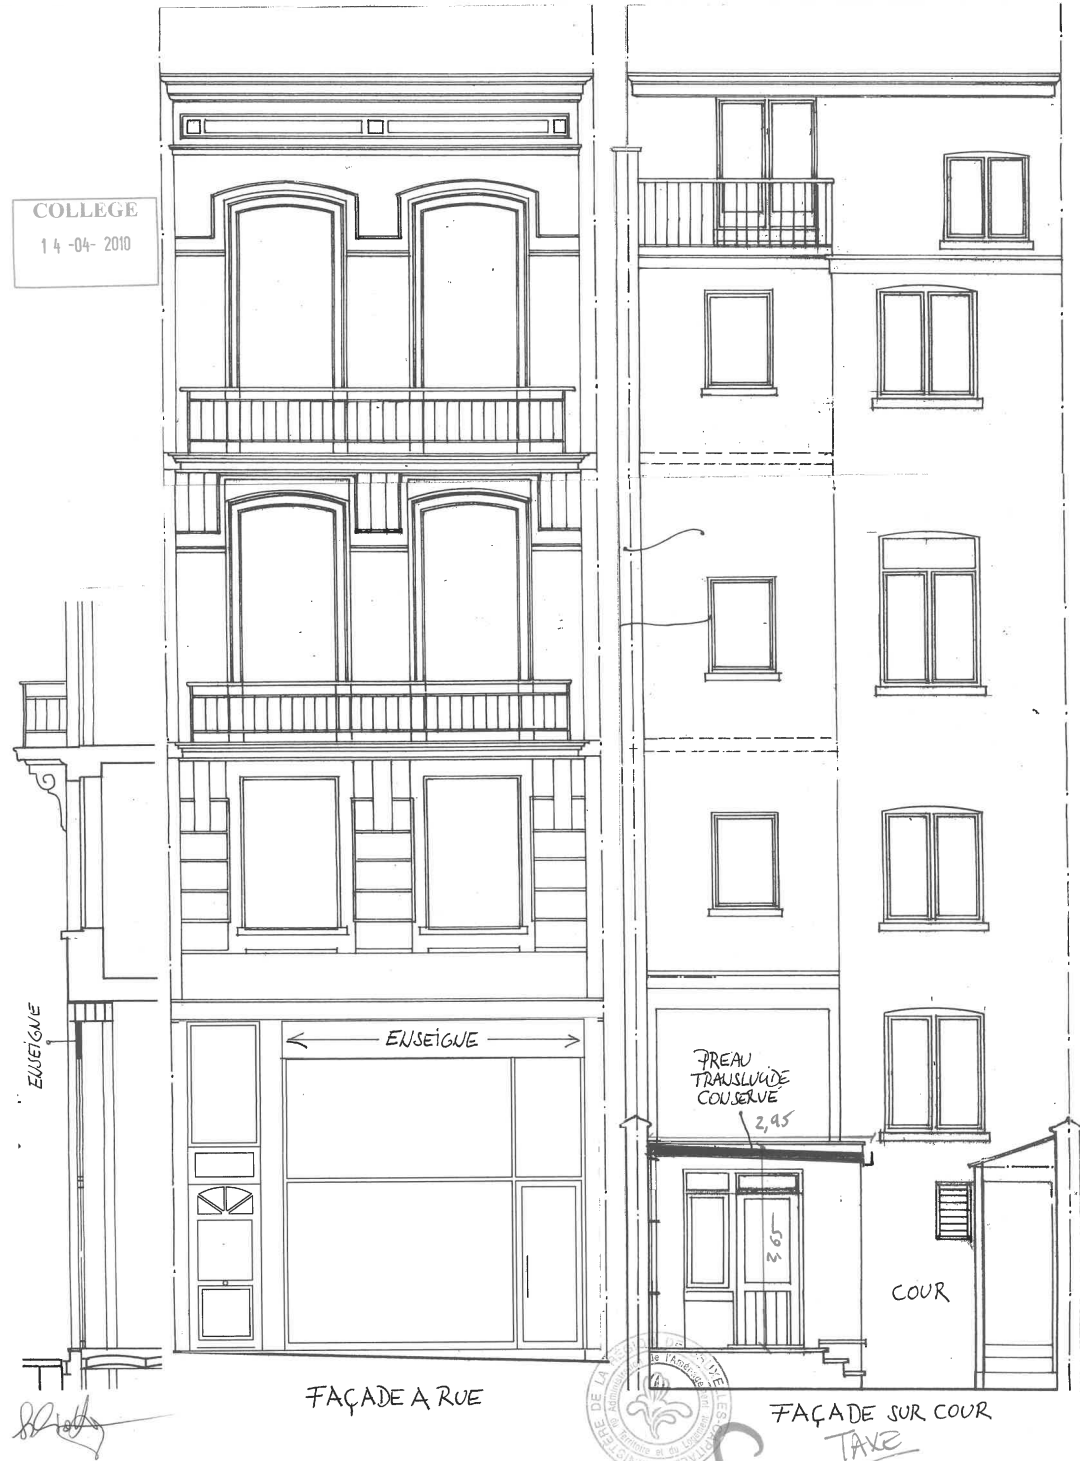 COLLEGE
14 -04- 2010
ENSEIGNE
ENSEIGNE
PREAU
TRANSLUCIDE
CONSERVÉ
2,95
2,65
COUR
FAÇADE A RUE
FAÇADE SUR COUR
TAXE